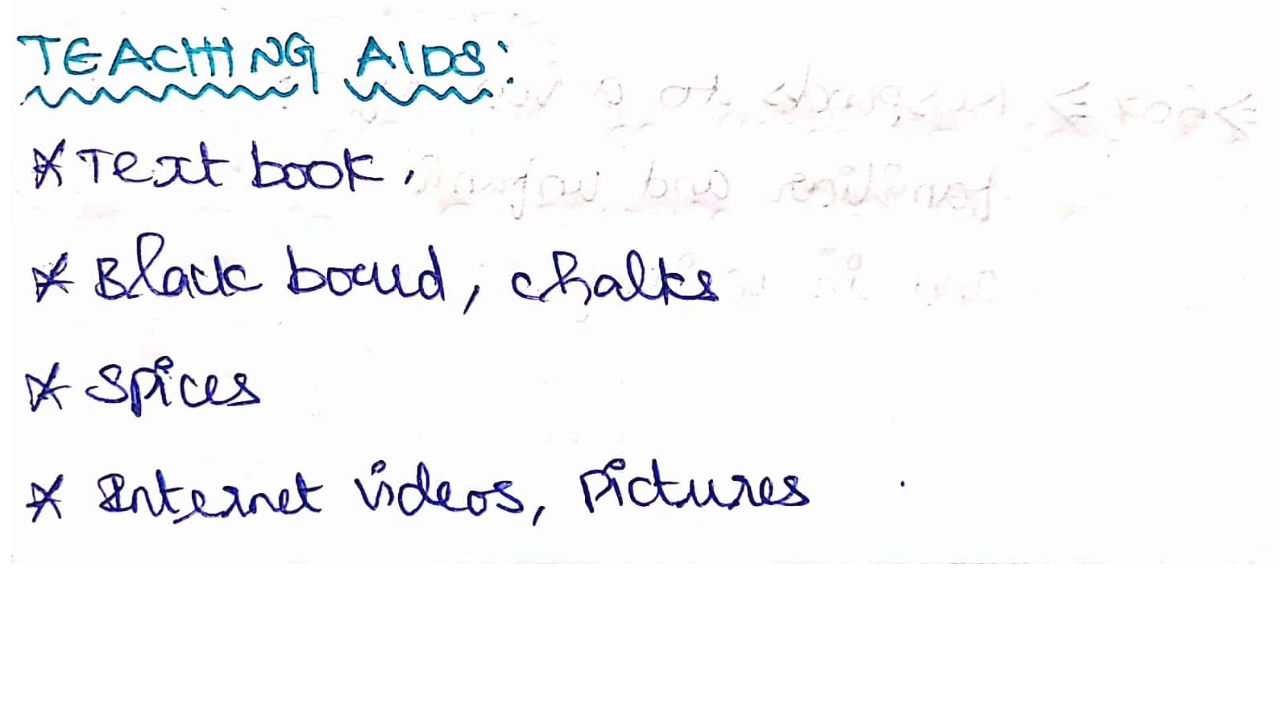 TEACHING AIDS:
* Text book,
* Black board, chalks
* spices
* Internet videos, pictures